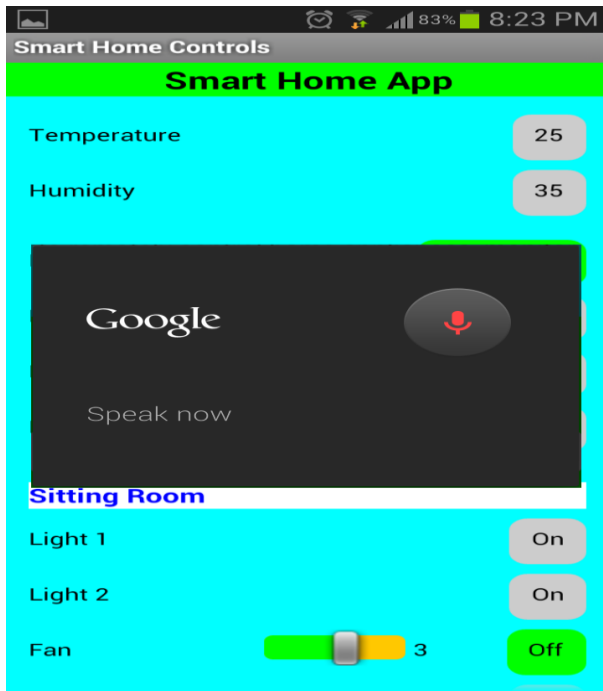 83% 8:23 PM
Smart Home Controls
Smart Home App
Temperature 25
Humidity 35
Google
Speak now
Sitting Room
Light 1 On
Light 2 On
Fan 3 Off